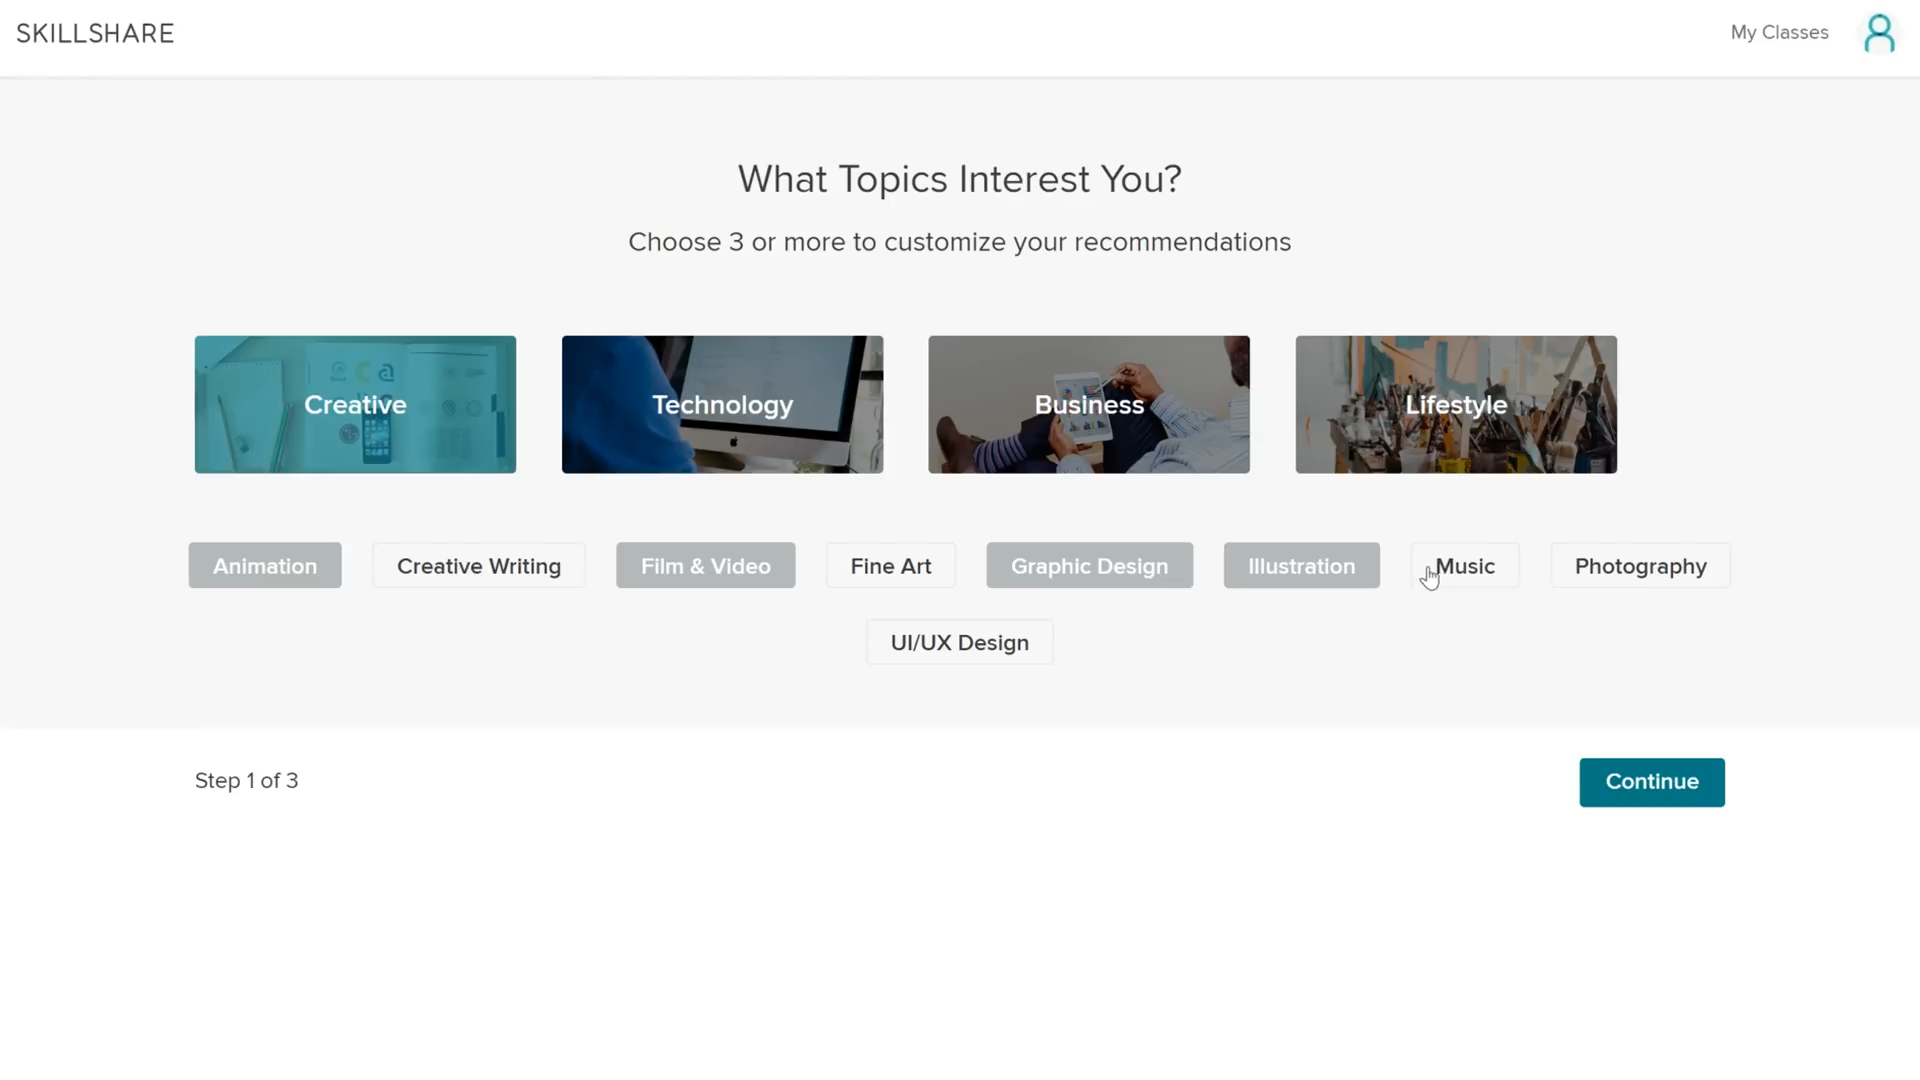 SKILLSHARE
My Classes
What Topics Interest You?
Choose 3 or more to customize your recommendations
Creative
Technology
Business
Lifestyle
Animation
Creative Writing
Film & Video
Fine Art
Graphic Design
Illustration
Music
Photography
UI/UX Design
Step 1 of 3
Continue